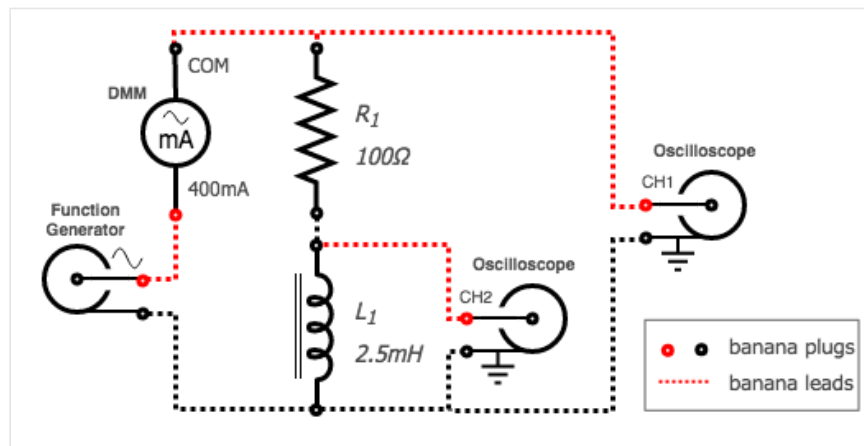 COM
DMM
mA
R1
100Ω
400mA
Oscilloscope
CH1
Function
Generator
Oscilloscope
CH2
L1
2.5mH
banana plugs
banana leads